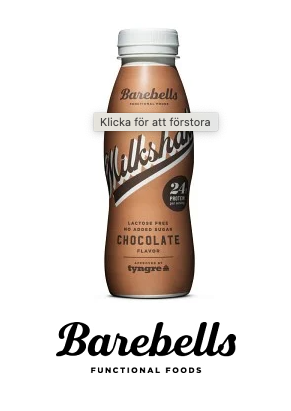 Barebells
FUNCTIONAL FOODS
Klicka för att förstora
Milkshake
24
PROTEIN
LACTOSE FREE
NO ADDED SUGAR
CHOCOLATE
FLAVOR
tyngre
Barebells
FUNCTIONAL FOODS